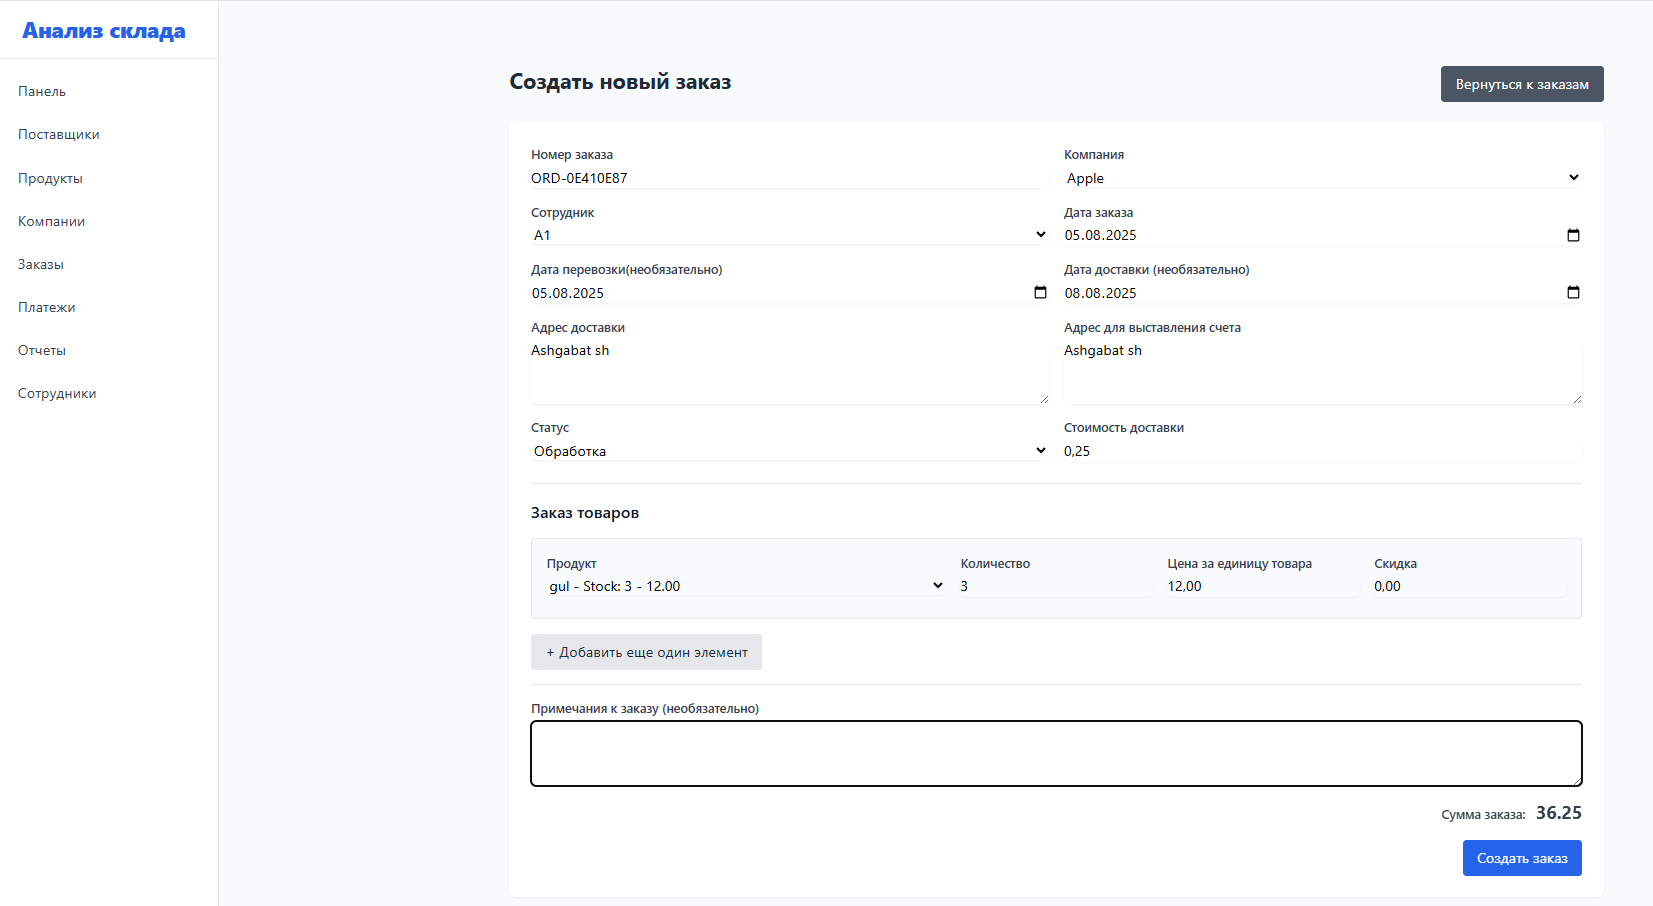 Анализ склада
Панель
Поставщики
Продукты
Компании
Заказы
Платежи
Отчеты
Сотрудники
Создать новый заказ
Вернуться к заказам
Номер заказа
ORD-0E410E87
Компания
Apple
Сотрудник
A1
Дата заказа
05.08.2025
Дата перевозки(необязательно)
05.08.2025
Дата доставки (необязательно)
08.08.2025
Адрес доставки
Ashgabat sh
Адрес для выставления счета
Ashgabat sh
Статус
Обработка
Стоимость доставки
0,25
Заказ товаров
Продукт
gul - Stock: 3 - 12.00
Количество
3
Цена за единицу товара
12,00
Скидка
0,00
+ Добавить еще один элемент
Примечания к заказу (необязательно)
Сумма заказа: 36.25
Создать заказ